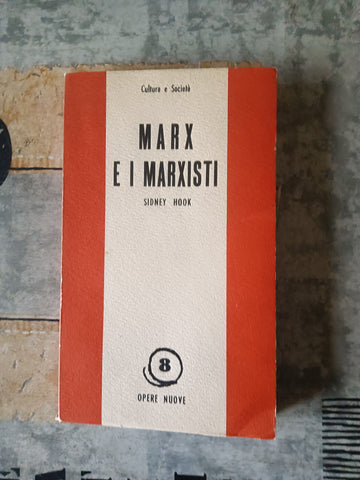 Cultura e Società
MARX
E I MARXISTI
SIDNEY HOOK
8
OPERE NUOVE